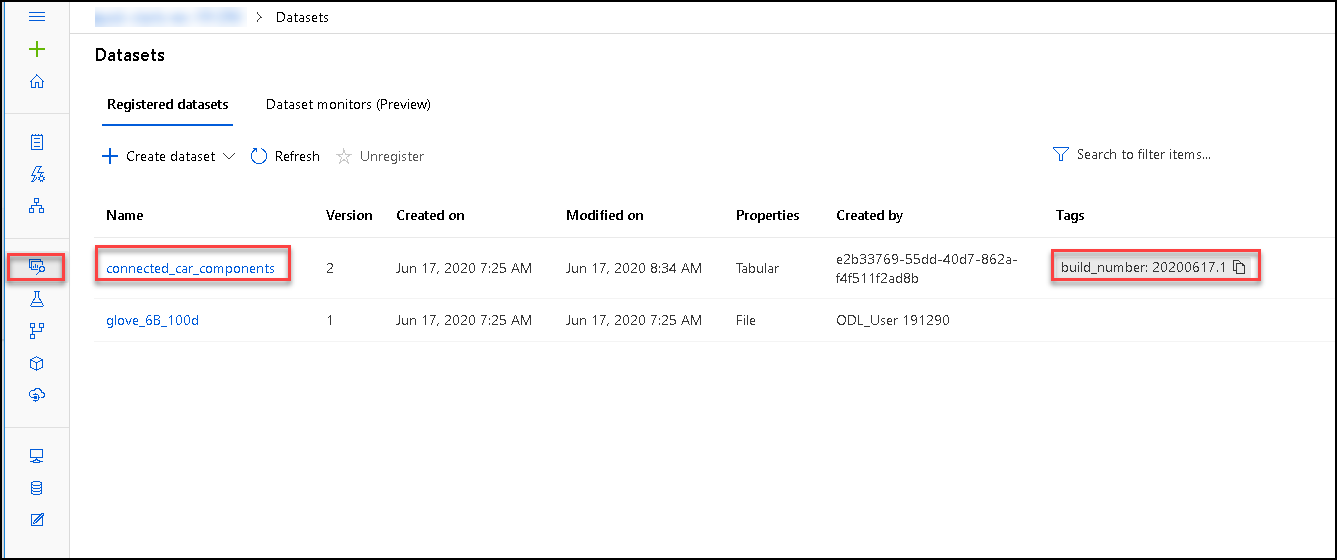 > Datasets
Datasets
Registered datasets Dataset monitors (Preview)
Create dataset Refresh Unregister Search to filter items...
Name Version Created on Modified on Properties Created by Tags
connected_car_components 2 Jun 17, 2020 7:25 AM Jun 17, 2020 8:34 AM Tabular e2b33769-55dd-40d7-862a- build_number: 20200617.1
f4f511f2ad8b
glove_6B_100d 1 Jun 17, 2020 7:25 AM Jun 17, 2020 7:25 AM File ODL_User 191290